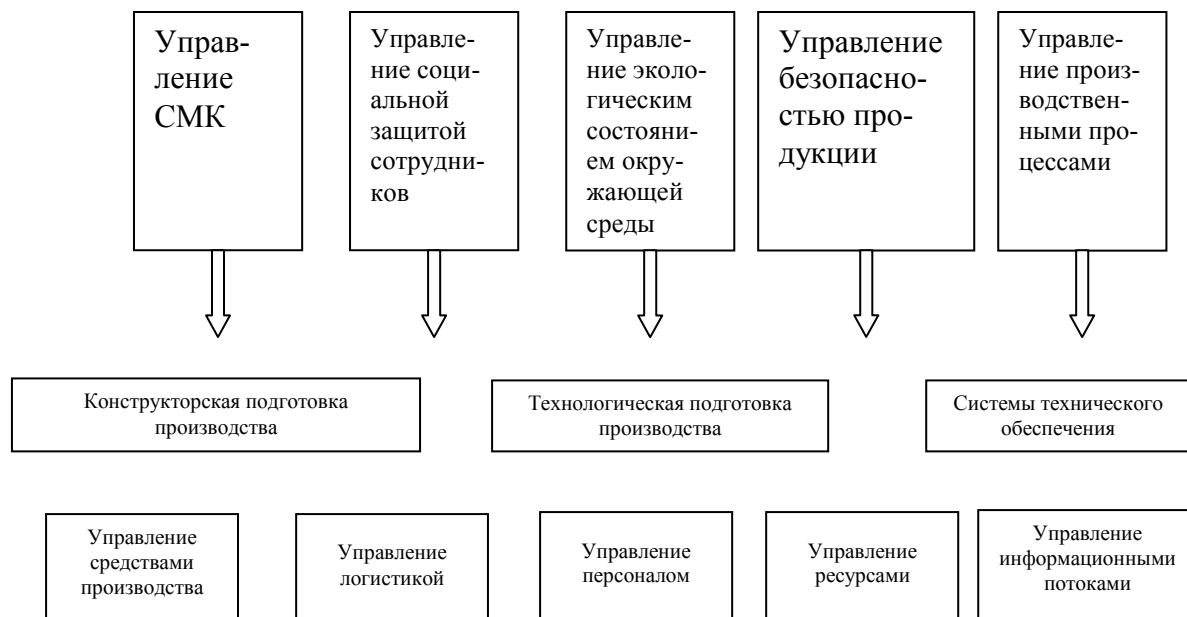 Управ-
ление
СМК
Управле-
ние соци-
альной
защитой
сотрудни-
ков
Управле-
ние эколо-
гическим
состояни-
ем окру-
жающей
среды
Управление
безопасно-
стью про-
дукции
Управле-
ние произ-
водствен-
ными про-
цессами
Конструкторская подготовка
производства
Технологическая подготовка
производства
Системы технического
обеспечения
Управление
средствами
производства
Управление
логистикой
Управление
персоналом
Управление
ресурсами
Управление
информационными
потоками